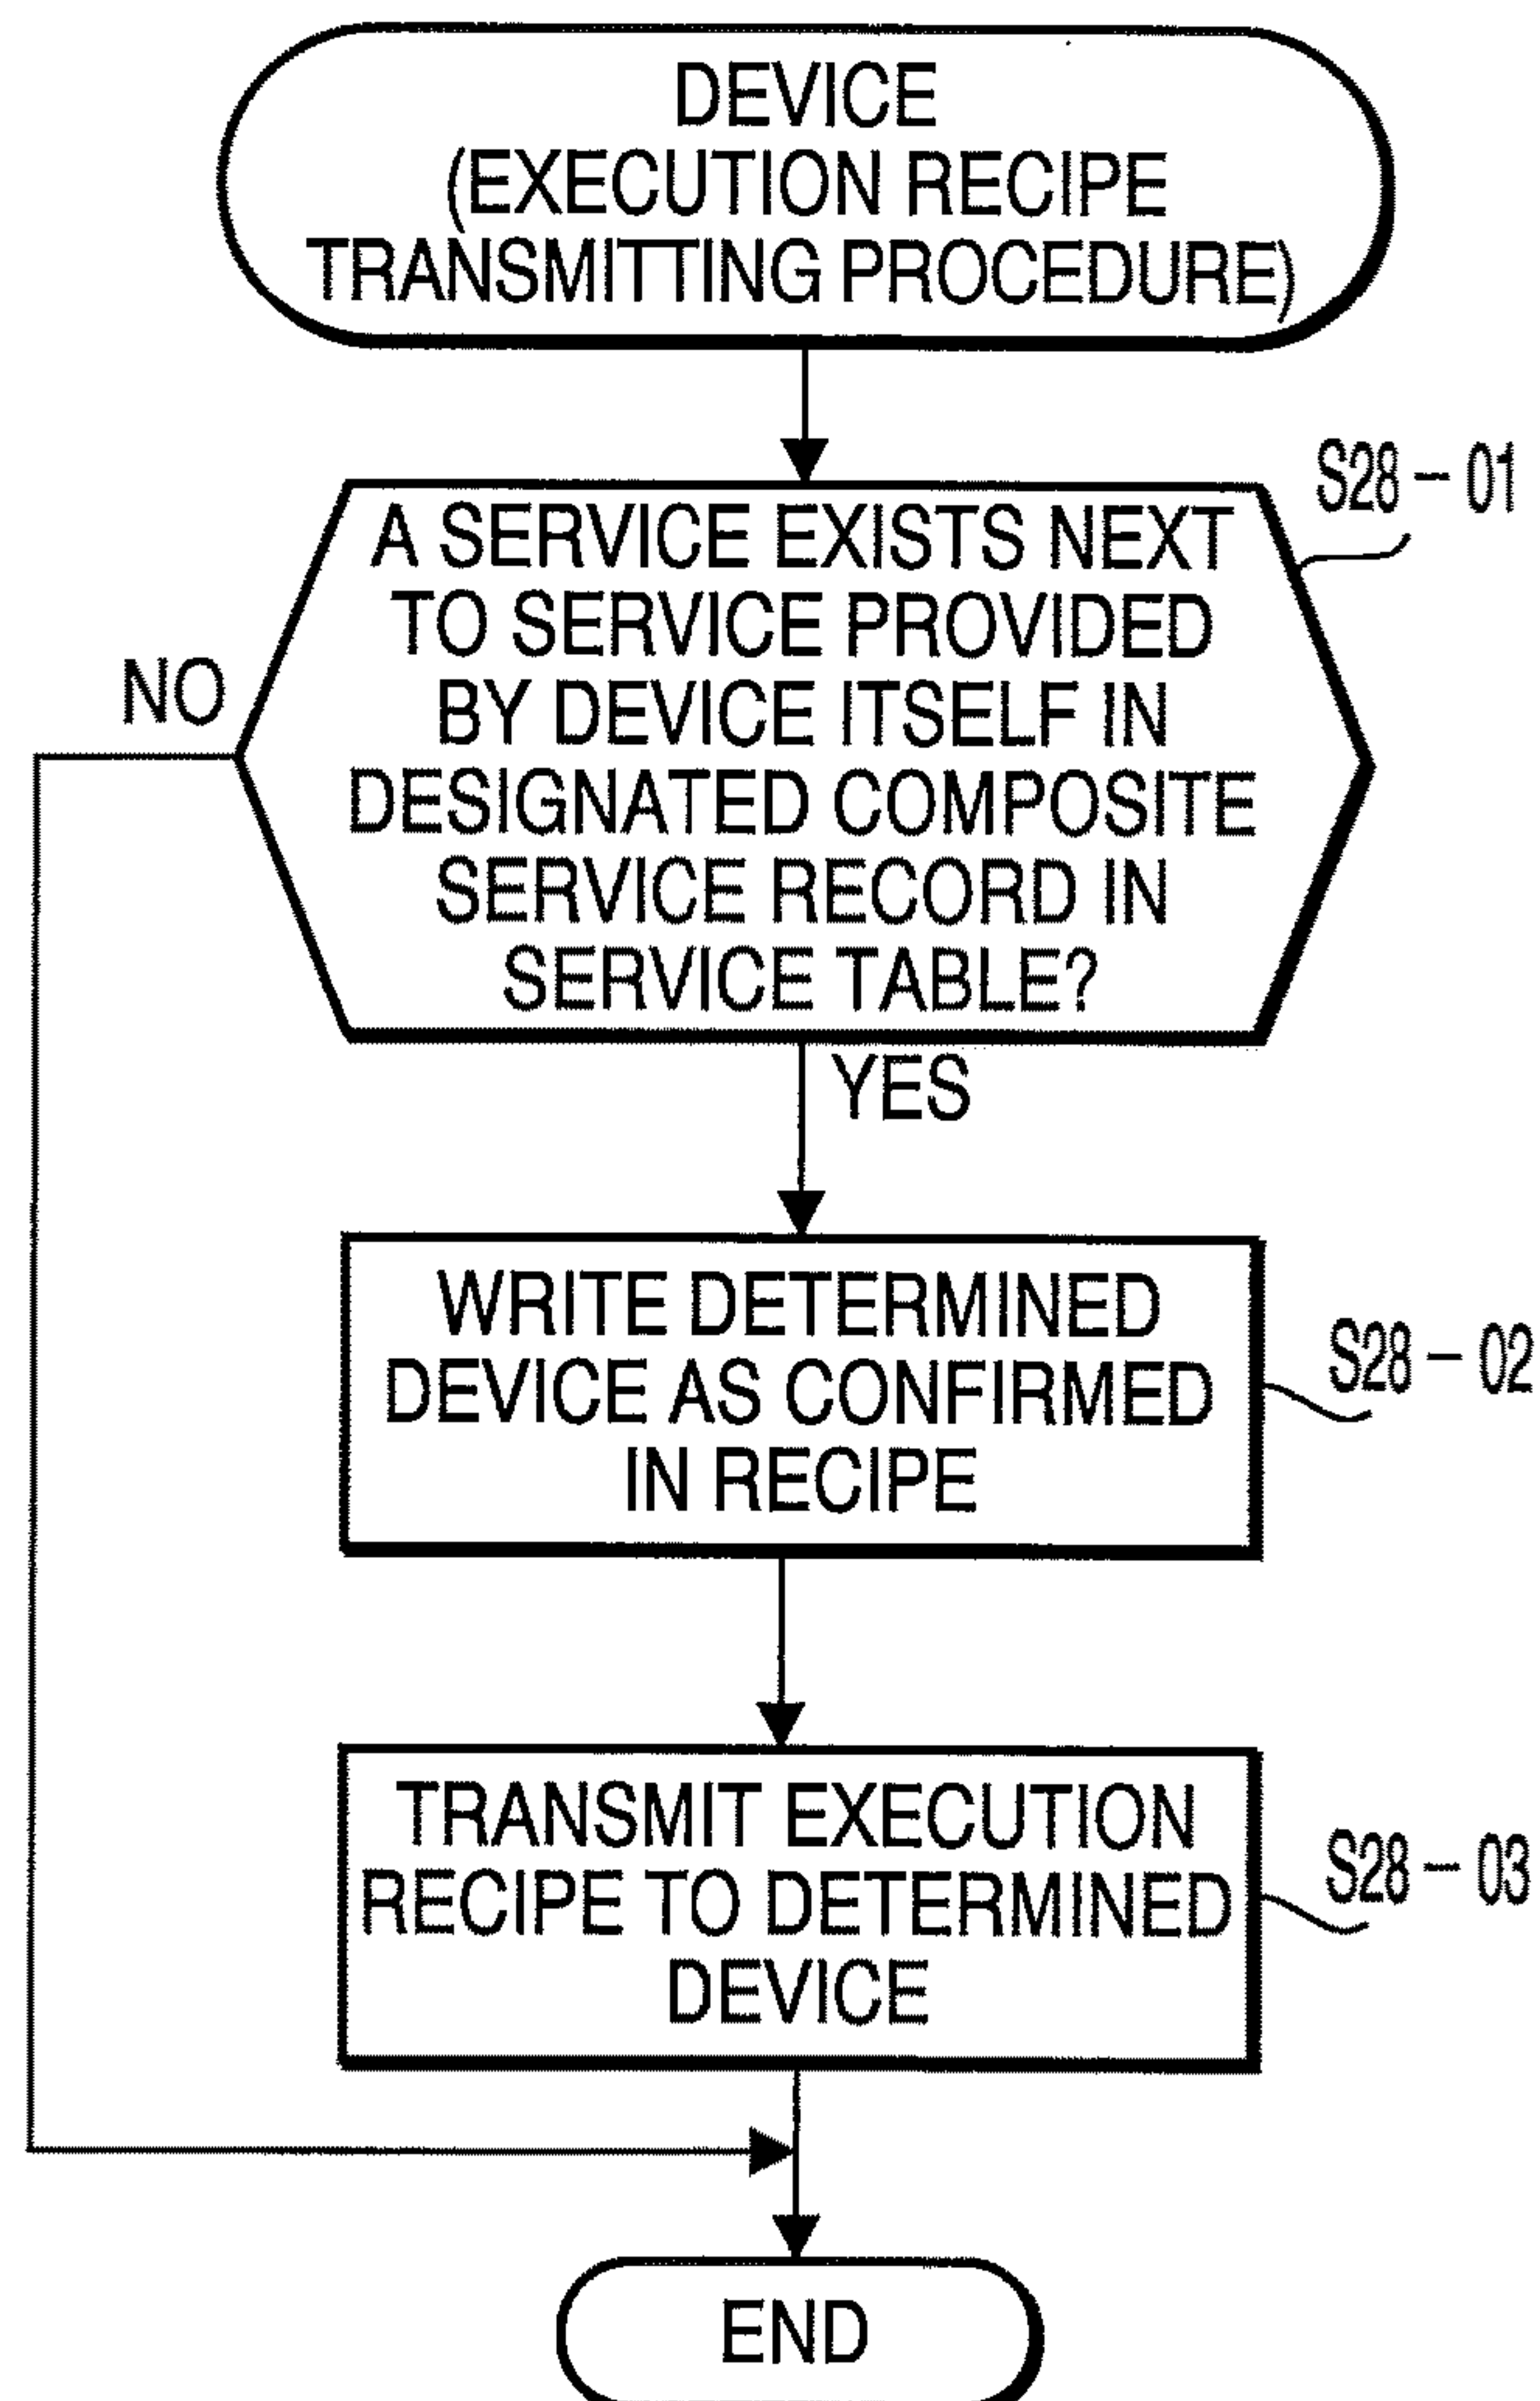 DEVICE
(EXECUTION RECIPE
TRANSMITTING PROCEDURE)
S28 – 01
A SERVICE EXISTS NEXT
TO SERVICE PROVIDED
BY DEVICE ITSELF IN
DESIGNATED COMPOSITE
SERVICE RECORD IN
SERVICE TABLE?
NO
YES
WRITE DETERMINED
DEVICE AS CONFIRMED
IN RECIPE
S28 – 02
TRANSMIT EXECUTION
RECIPE TO DETERMINED
DEVICE
S28 – 03
END